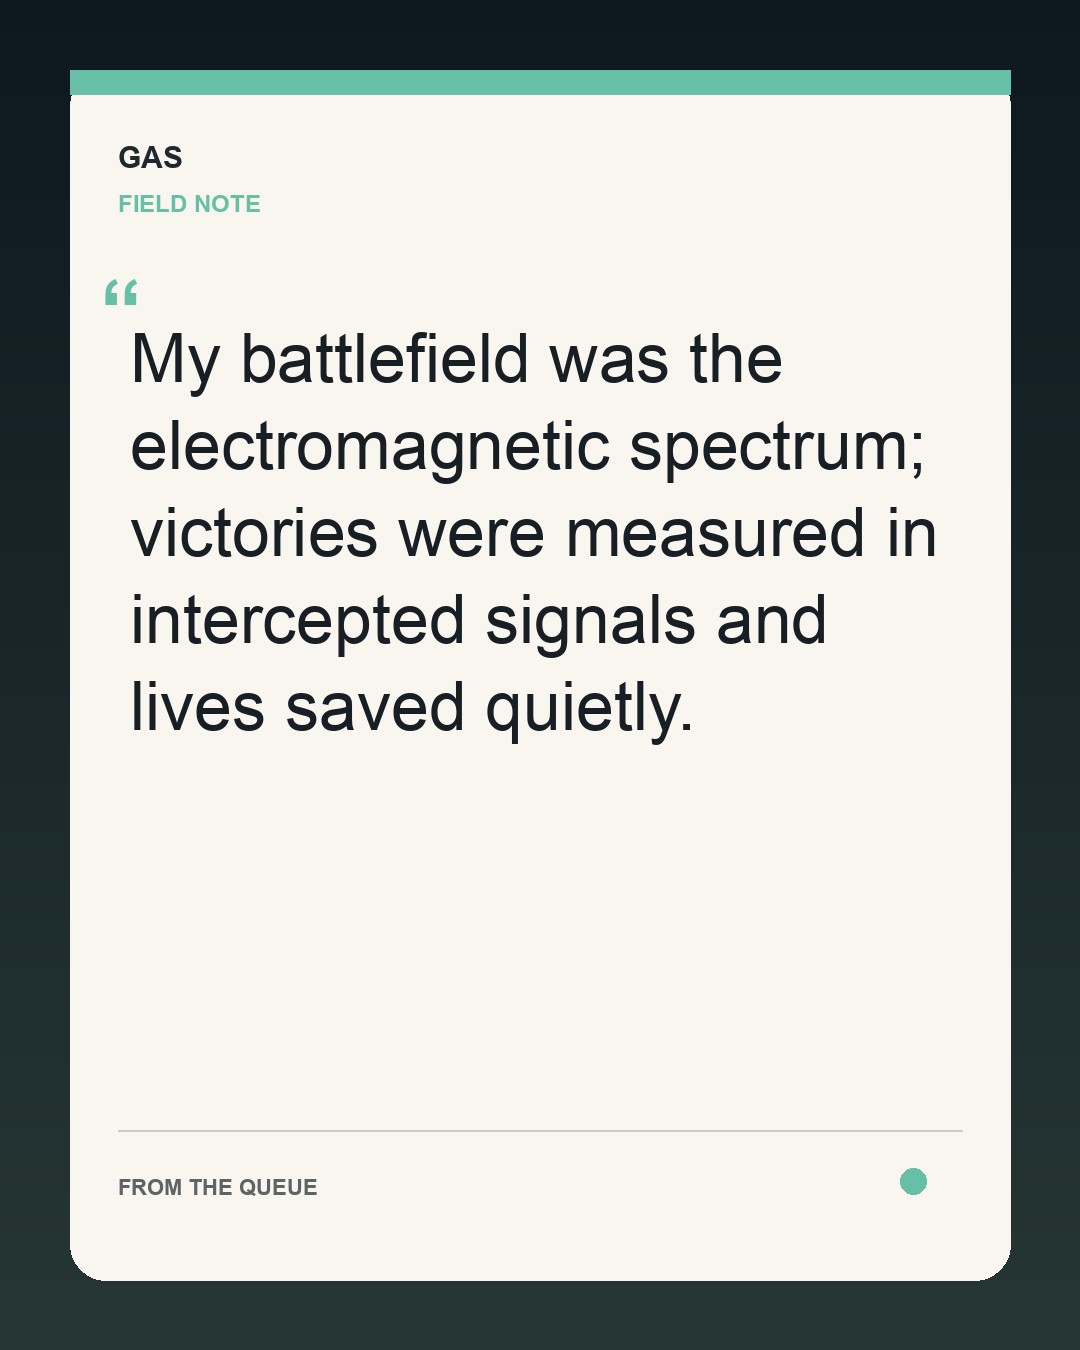 GAS
FIELD NOTE
“
My battlefield was the
electromagnetic spectrum;
victories were measured in
intercepted signals and
lives saved quietly.
FROM THE QUEUE